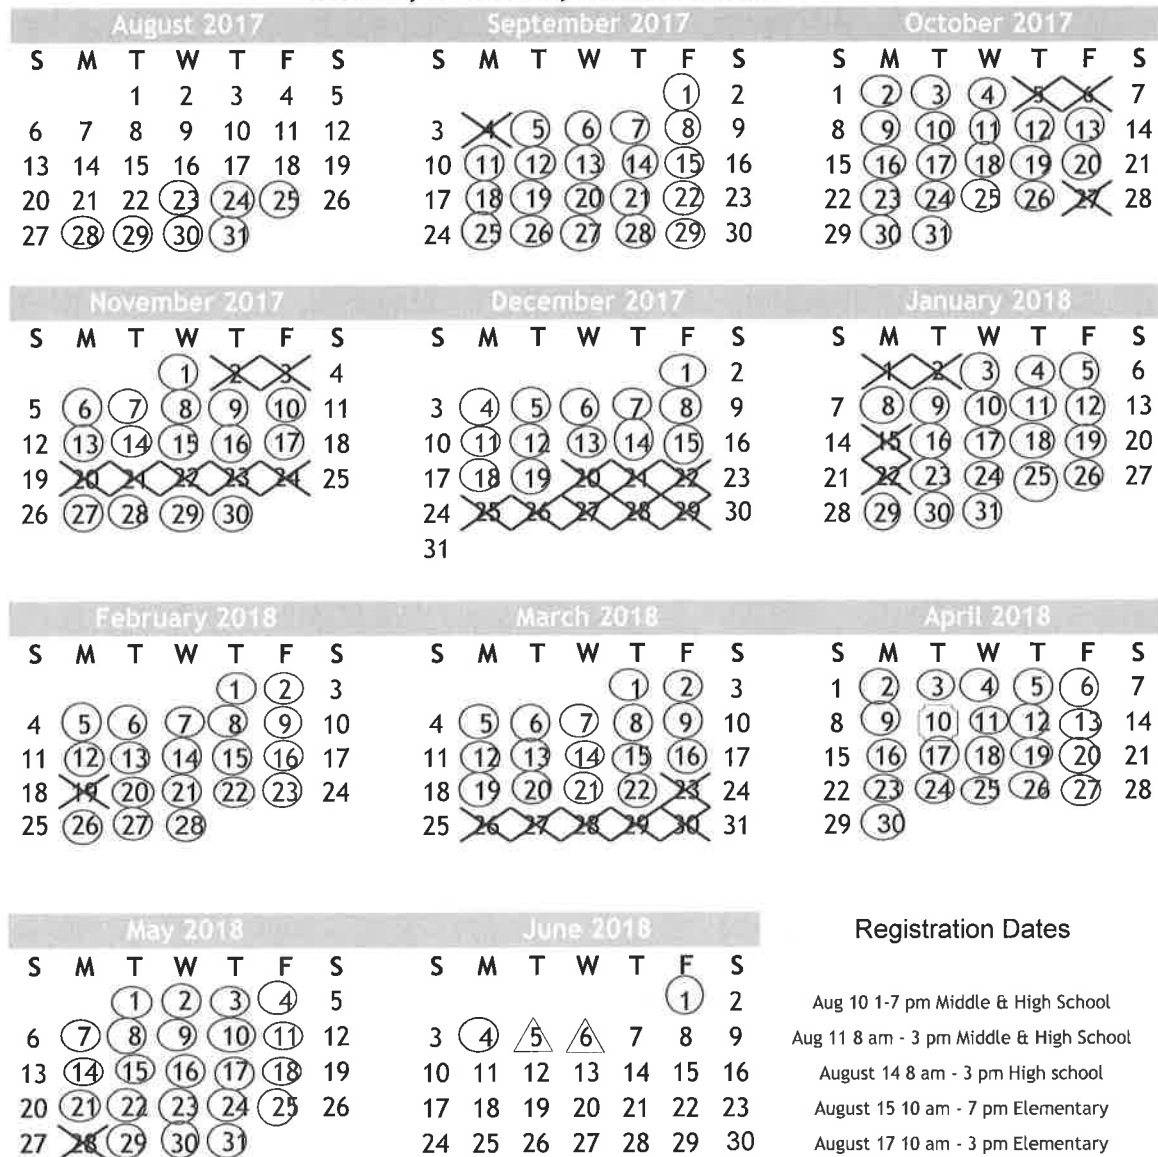 August 2017 September 2017 October 2017
S M T W T F S S M T W T F S S M T W T F S
1 2 3 4 5 1 2 1 2 3 4 5 6 7
6 7 8 9 10 11 12 3 4 5 6 7 8 9 8 9 10 11 12 13 14
13 14 15 16 17 18 19 10 11 12 13 14 15 16 15 16 17 18 19 20 21
20 21 22 23 24 25 26 17 18 19 20 21 22 23 22 23 24 25 26 27 28
27 28 29 30 31 24 25 26 27 28 29 30 29 30 31
November 2017 December 2017 January 2018
S M T W T F S S M T W T F S S M T W T F S
1 2 3 4 1 2 1 2 3 4 5 6
5 6 7 8 9 10 11 3 4 5 6 7 8 9 7 8 9 10 11 12 13
12 13 14 15 16 17 18 10 11 12 13 14 15 16 14 15 16 17 18 19 20
19 20 21 22 23 24 25 17 18 19 20 21 22 23 21 22 23 24 25 26 27
26 27 28 29 30 24 25 26 27 28 29 30 28 29 30 31
31
February 2018 March 2018 April 2018
S M T W T F S S M T W T F S S M T W T F S
1 2 3 1 2 3 1 2 3 4 5 6 7
4 5 6 7 8 9 10 4 5 6 7 8 9 10 8 9 10 11 12 13 14
11 12 13 14 15 16 17 11 12 13 14 15 16 17 15 16 17 18 19 20 21
18 19 20 21 22 23 24 18 19 20 21 22 23 24 22 23 24 25 26 27 28
25 26 27 28 25 26 27 28 29 30 31 29 30
May 2018 June 2018 Registration Dates
S M T W T F S S M T W T F S
1 2 3 4 5 1 2 Aug 10 1-7 pm Middle & High School
6 7 8 9 10 11 12 3 4 5 6 7 8 9 Aug 11 8 am - 3 pm Middle & High School
13 14 15 16 17 18 19 10 11 12 13 14 15 16 August 14 8 am - 3 pm High school
20 21 22 23 24 25 26 17 18 19 20 21 22 23 August 15 10 am - 7 pm Elementary
27 28 29 30 31 24 25 26 27 28 29 30 August 17 10 am - 3 pm Elementary